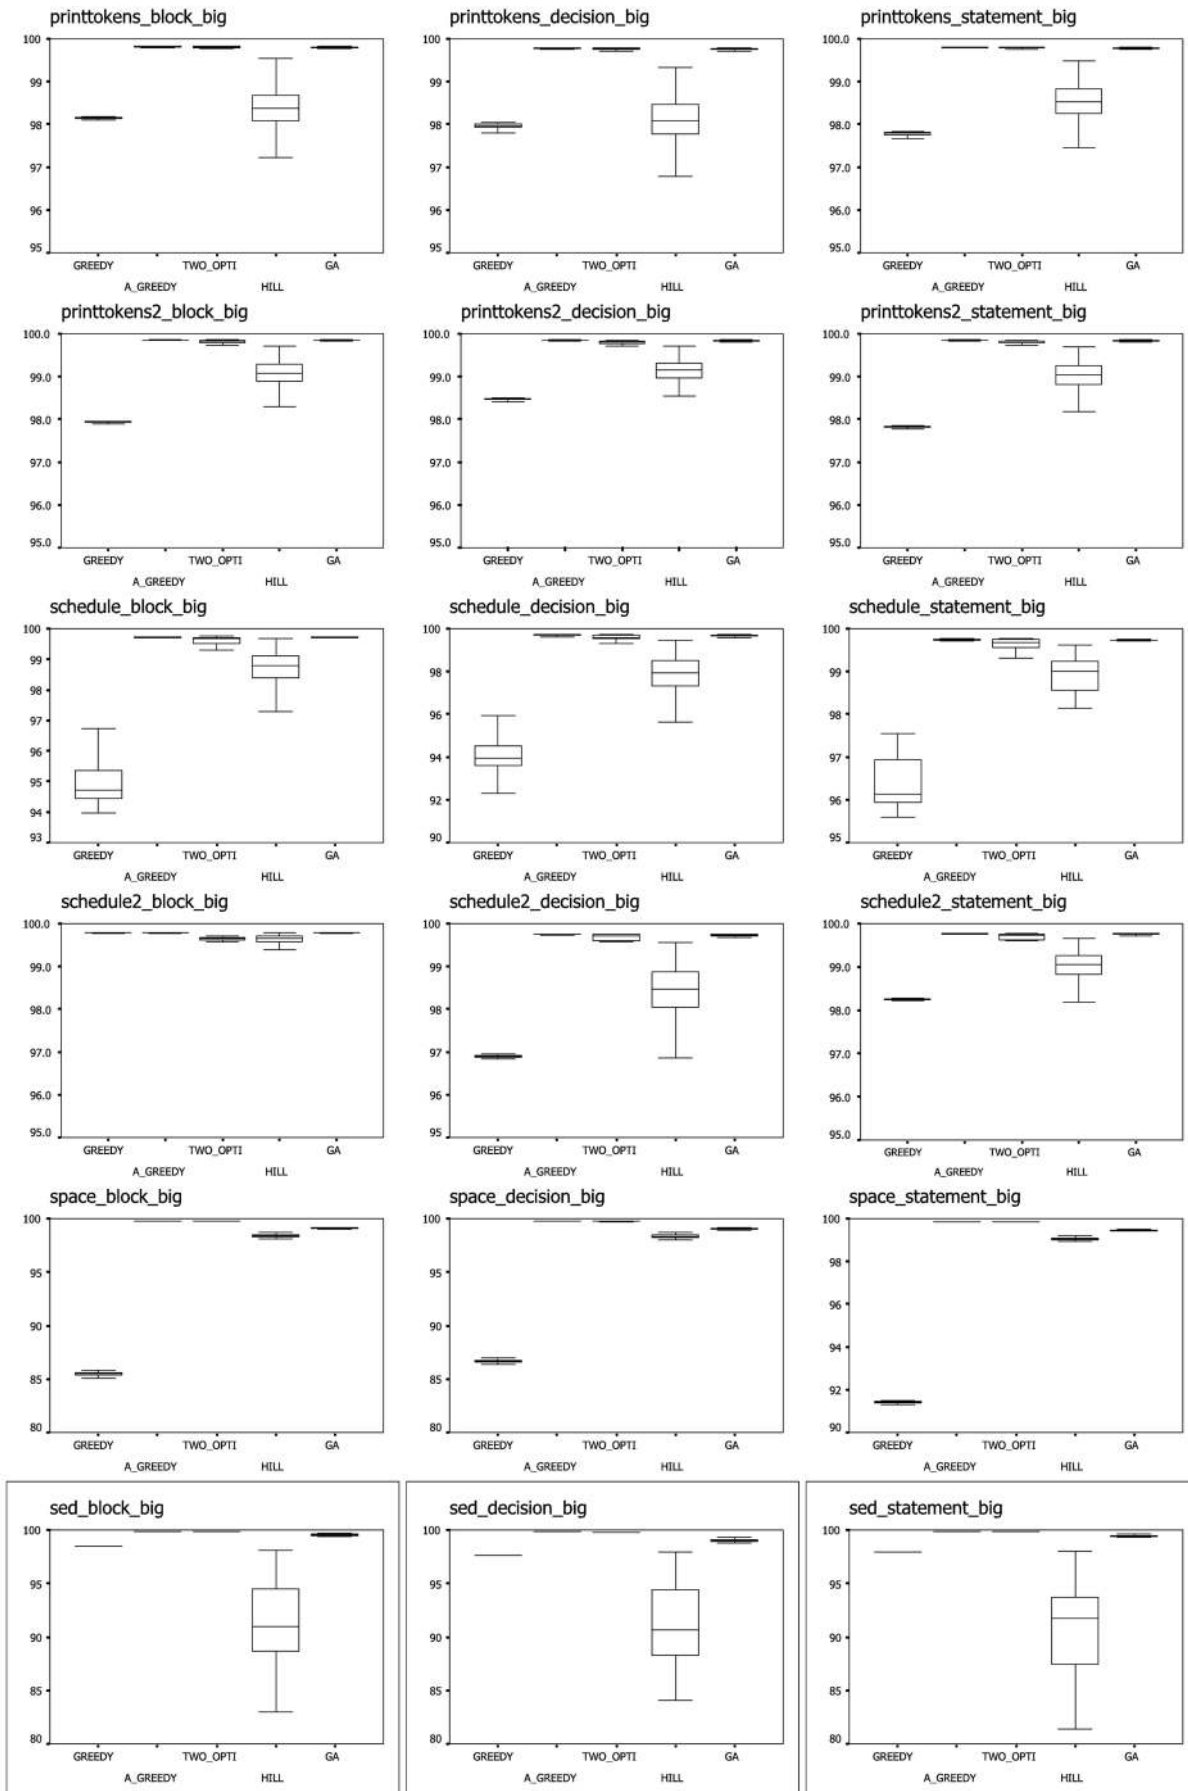 printtokens_block_big printtokens_decision_big printtokens_statement_big
100 100 100.0
99 99 99.0
98 98 98.0
97 97 97.0
96 96 96.0
95 95 95.0
GREEDY TWO_OPTI GA GREEDY TWO_OPTI GA GREEDY TWO_OPTI GA
A_GREEDY HILL A_GREEDY HILL A_GREEDY HILL
printtokens2_block_big printtokens2_decision_big printtokens2_statement_big
100.0 100.0 100.0
99.0 99.0 99.0
98.0 98.0 98.0
97.0 97.0 97.0
96.0 96.0 96.0
95.0 95.0 95.0
GREEDY TWO_OPTI GA GREEDY TWO_OPTI GA GREEDY TWO_OPTI GA
A_GREEDY HILL A_GREEDY HILL A_GREEDY HILL
schedule_block_big schedule_decision_big schedule_statement_big
100 100 100
99 98 99
98 96 98
97 94 97
96 92 96
95 90 95
94
93
GREEDY TWO_OPTI GA GREEDY TWO_OPTI GA GREEDY TWO_OPTI GA
A_GREEDY HILL A_GREEDY HILL A_GREEDY HILL
schedule2_block_big schedule2_decision_big schedule2_statement_big
100.0 100 100.0
99.0 99 99.0
98.0 98 98.0
97.0 97 97.0
96.0 96 96.0
95.0 95 95.0
GREEDY TWO_OPTI GA GREEDY TWO_OPTI GA GREEDY TWO_OPTI GA
A_GREEDY HILL A_GREEDY HILL A_GREEDY HILL
space_block_big space_decision_big space_statement_big
100 100 100
95 95 98
90 90 96
85 85 94
80 80 92
90
GREEDY TWO_OPTI GA GREEDY TWO_OPTI GA GREEDY TWO_OPTI GA
A_GREEDY HILL A_GREEDY HILL A_GREEDY HILL
sed_block_big sed_decision_big sed_statement_big
100 100 100
95 95 95
90 90 90
85 85 85
80 80 80
GREEDY TWO_OPTI GA GREEDY TWO_OPTI GA GREEDY TWO_OPTI GA
A_GREEDY HILL A_GREEDY HILL A_GREEDY HILL